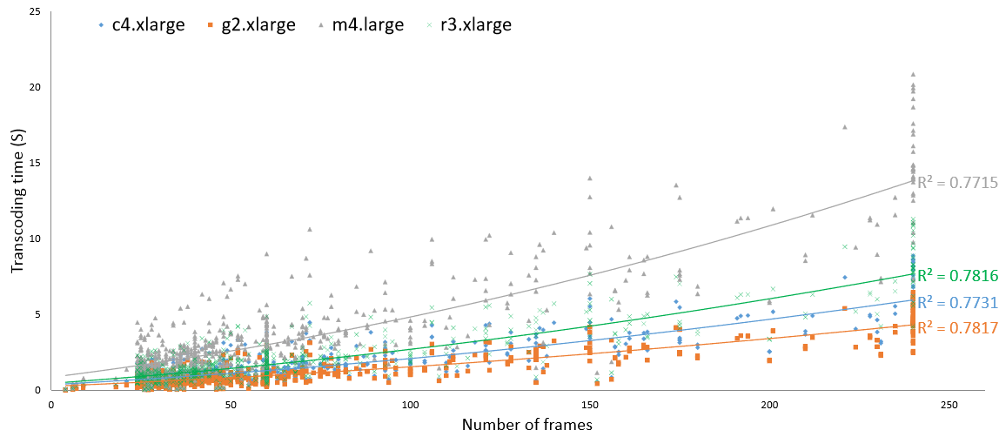 25
c4.xlarge g2.xlarge m4.large r3.xlarge
20
15
10
5
0
Transcoding time (S)
R² = 0.7715
R² = 0.7816
R² = 0.7731
R² = 0.7817
0 50 100 150 200 250
Number of frames